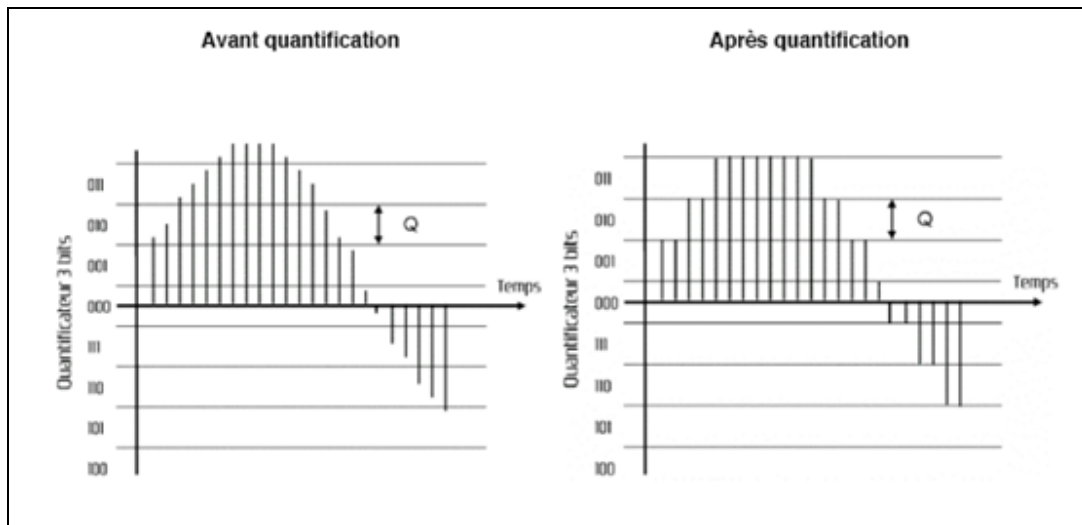 Avant quantification
Après quantification
Quantificateur 3 bits
011
010
001
000
111
110
101
100
Q
Temps
Quantificateur 3 bits
011
010
001
000
111
110
101
100
Q
Temps